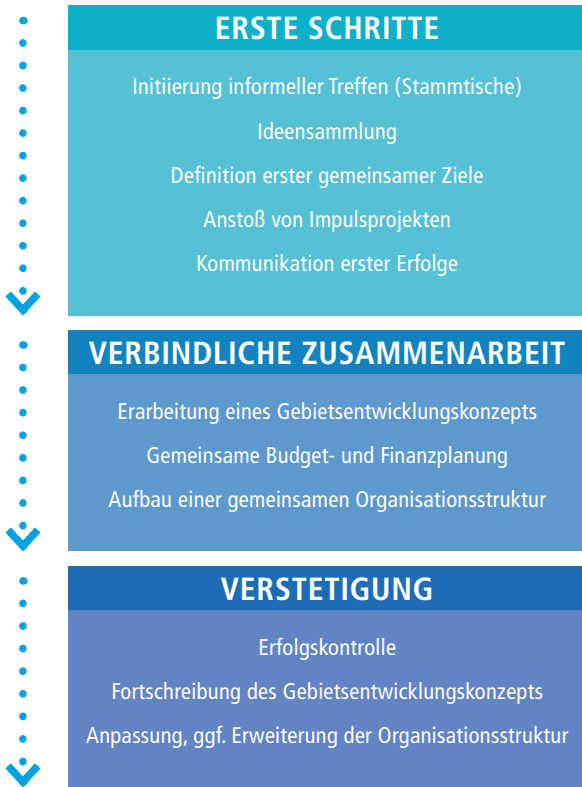 ERSTE SCHRITTE
Initiierung informeller Treffen (Stammtische)
Ideensammlung
Definition erster gemeinsamer Ziele
Anstoß von Impulsprojekten
Kommunikation erster Erfolge
VERBINDLICHE ZUSAMMENARBEIT
Erarbeitung eines Gebietsentwicklungskonzepts
Gemeinsame Budget- und Finanzplanung
Aufbau einer gemeinsamen Organisationsstruktur
VERSTETIGUNG
Erfolgskontrolle
Fortschreibung des Gebietsentwicklungskonzepts
Anpassung, ggf. Erweiterung der Organisationsstruktur